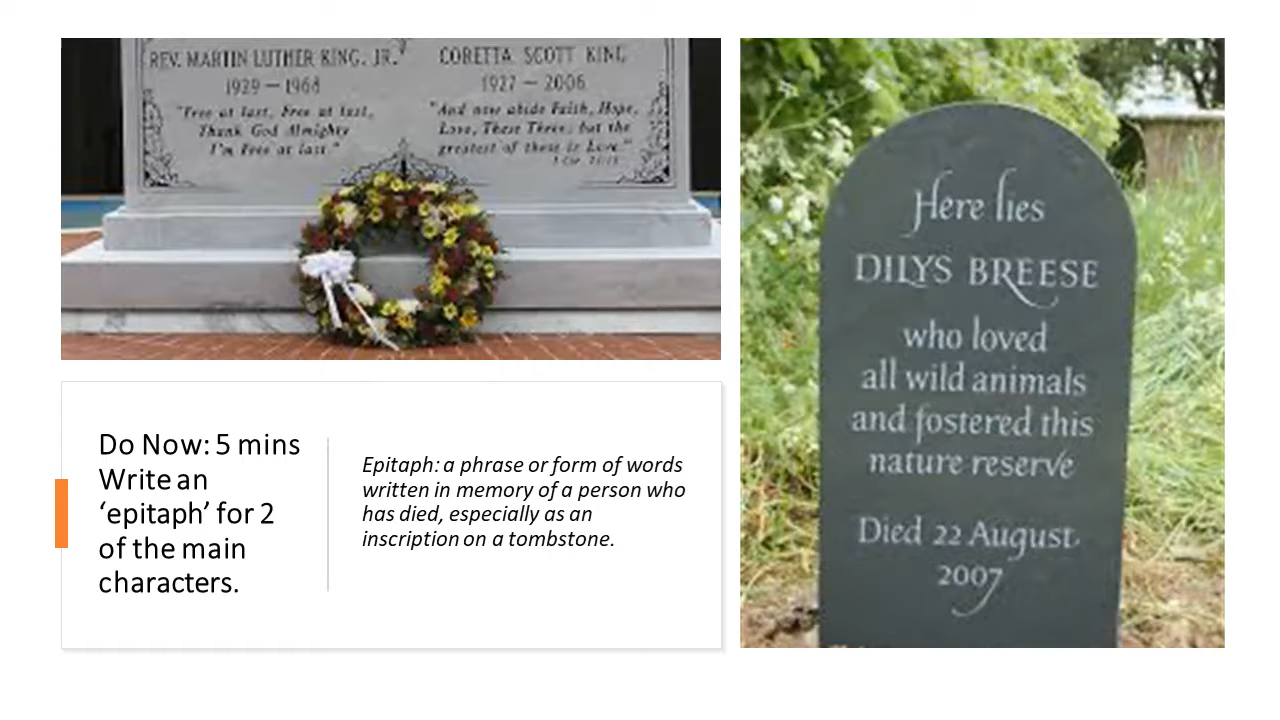 REV. MARTIN LUTHER KING, JR.
1929 — 1968
"Free at last, Free at last,
Thank God Almighty
I'm Free at last."
CORETTA SCOTT KING
1927 — 2006
"And now abide Faith, Hope,
Love, These Three; but the
greatest of these is Love."
Here lies
DILYS BREESE
who loved
all wild animals
and fostered this
nature reserve
Died 22 August
2007
Do Now: 5 mins
Write an
‘epitaph’ for 2
of the main
characters.
Epitaph: a phrase or form of words
written in memory of a person who
has died, especially as an
inscription on a tombstone.